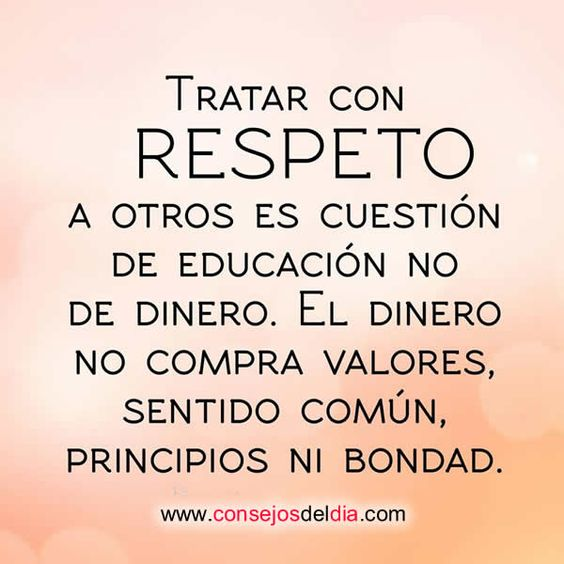 TRATAR CON
RESPETO
A OTROS ES CUESTIÓN
DE EDUCACIÓN NO
DE DINERO. EL DINERO
NO COMPRA VALORES,
SENTIDO COMÚN,
PRINCIPIOS NI BONDAD.
www.consejosdeldia.com